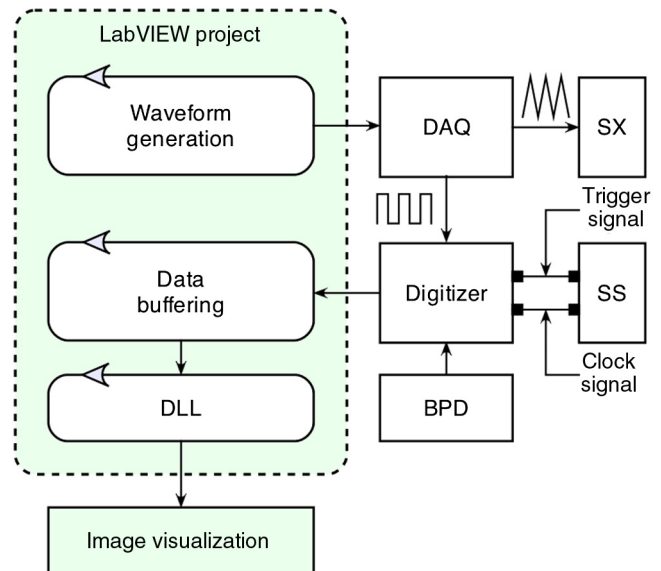 LabVIEW project
Waveform
generation
DAQ
SX
Trigger
signal
Data
buffering
Digitizer
SS
Clock
signal
DLL
BPD
Image visualization